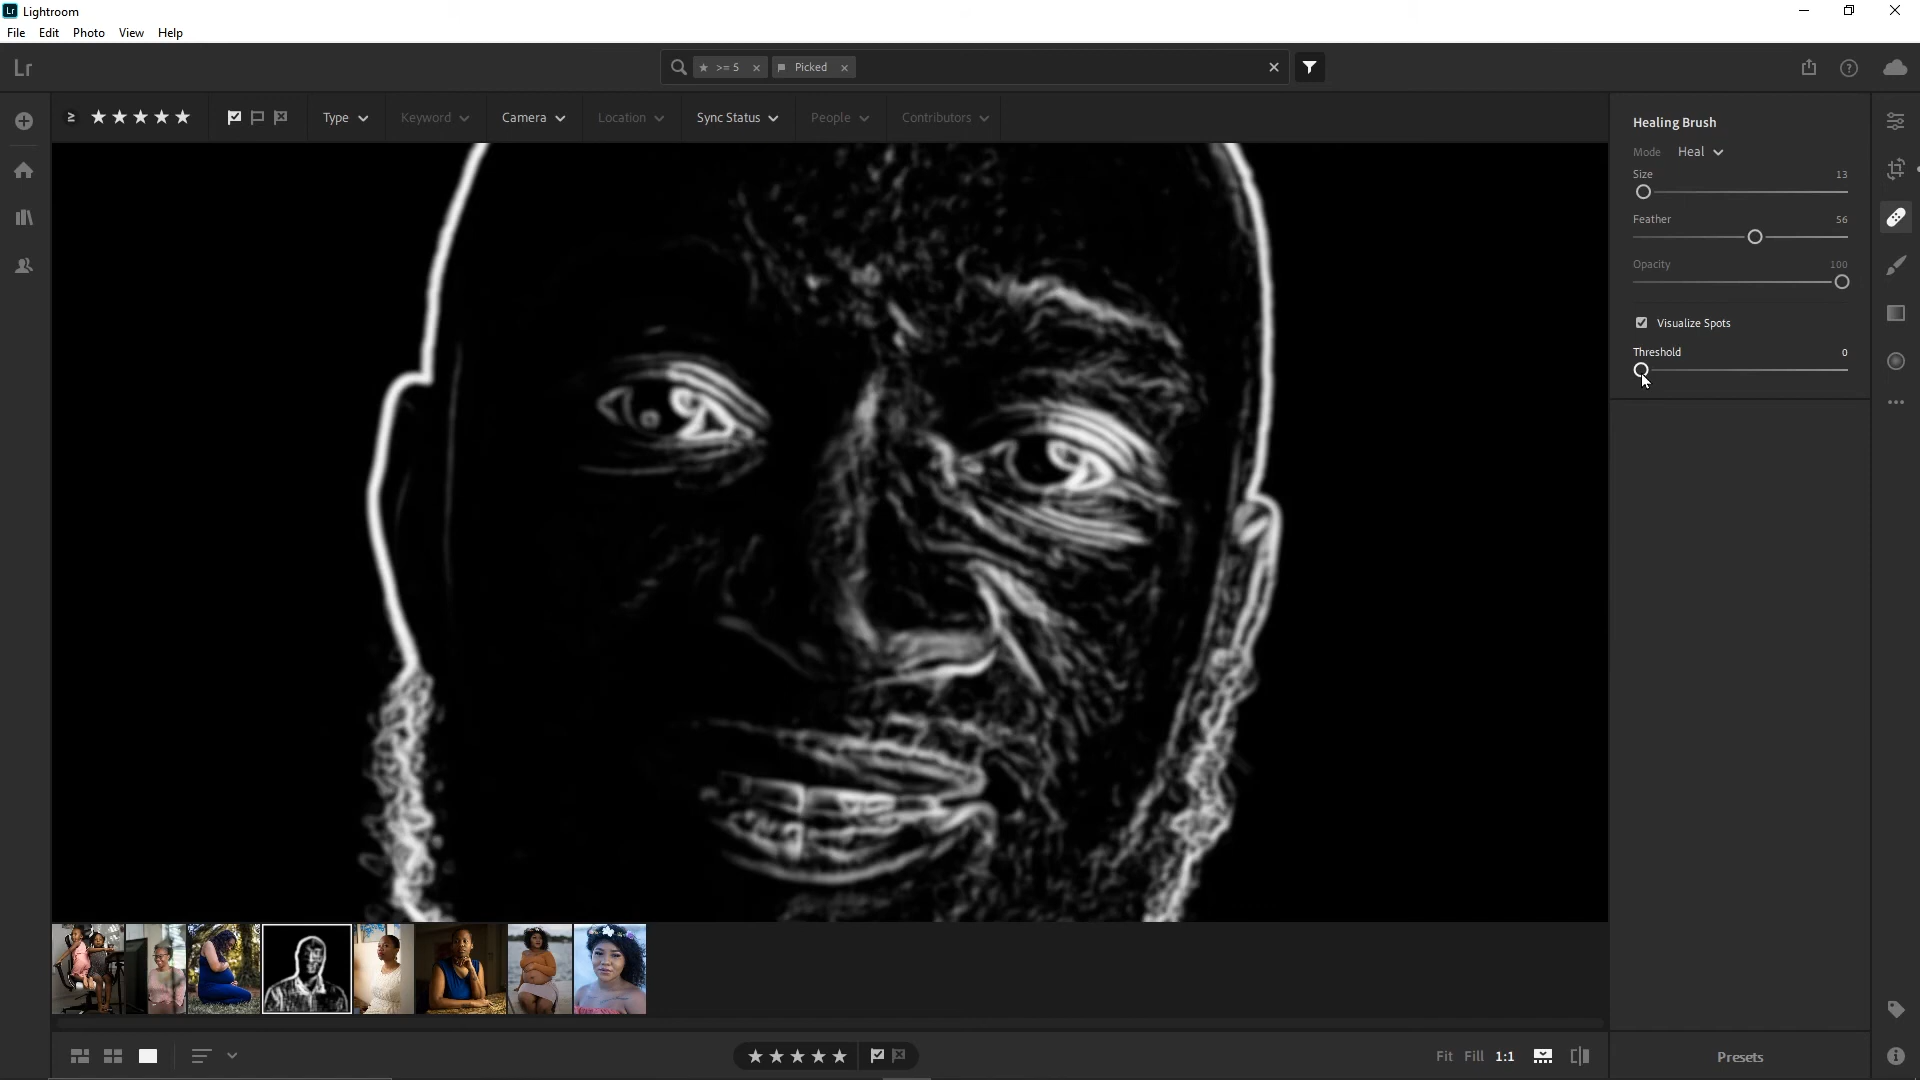 Lr Lightroom
File Edit Photo View Help
Lr
>= 5 Picked
≥ Type Keyword Camera Location Sync Status People Contributors
Healing Brush
Mode Heal
Size 13
Feather 56
Opacity 100
Visualize Spots
Threshold 0
Fit Fill 1:1
Presets